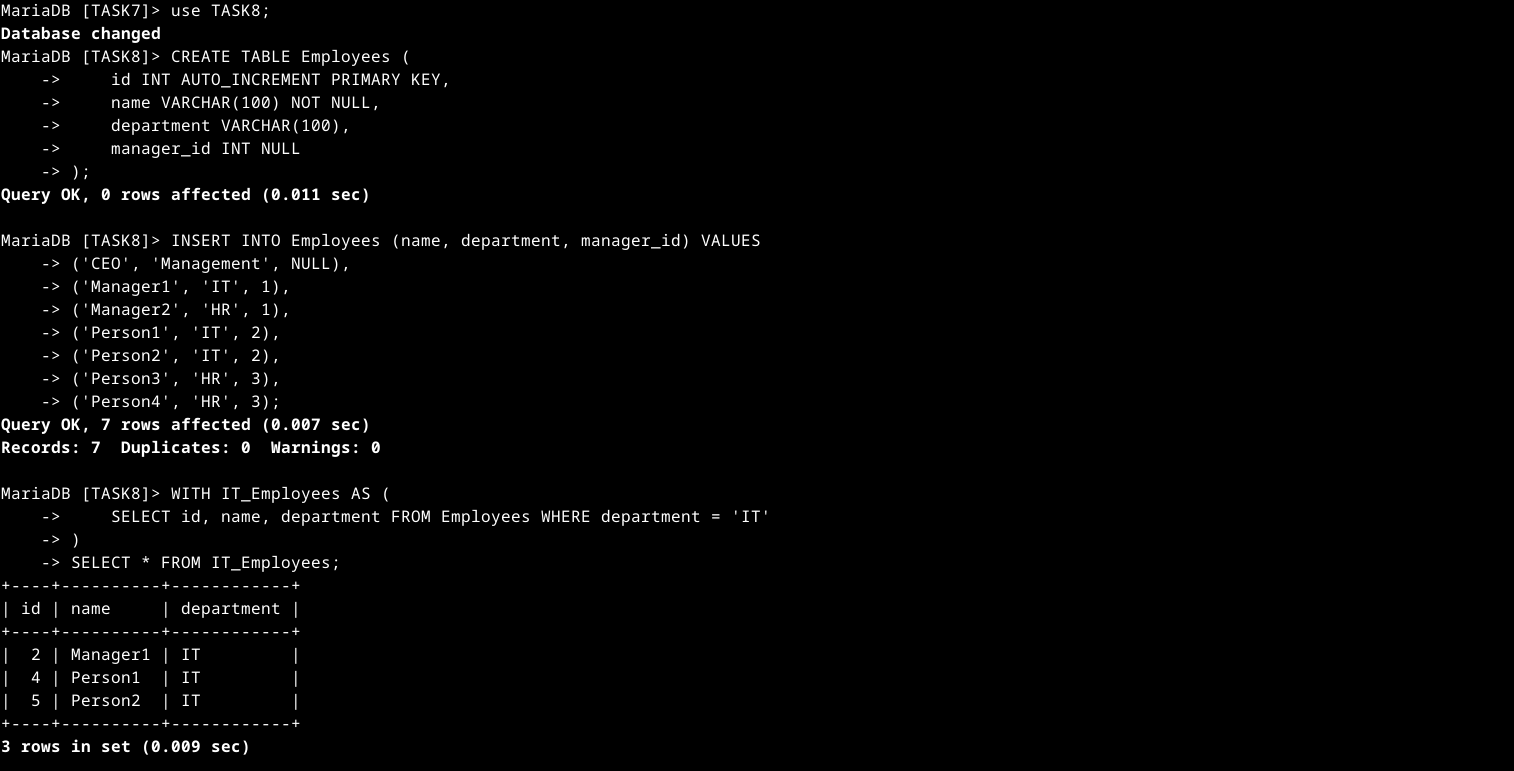 MariaDB [TASK7]> use TASK8;
Database changed
MariaDB [TASK8]> CREATE TABLE Employees (
    ->     id INT AUTO_INCREMENT PRIMARY KEY,
    ->     name VARCHAR(100) NOT NULL,
    ->     department VARCHAR(100),
    ->     manager_id INT NULL
    -> );
Query OK, 0 rows affected (0.011 sec)

MariaDB [TASK8]> INSERT INTO Employees (name, department, manager_id) VALUES
    -> ('CEO', 'Management', NULL),
    -> ('Manager1', 'IT', 1),
    -> ('Manager2', 'HR', 1),
    -> ('Person1', 'IT', 2),
    -> ('Person2', 'IT', 2),
    -> ('Person3', 'HR', 3),
    -> ('Person4', 'HR', 3);
Query OK, 7 rows affected (0.007 sec)
Records: 7  Duplicates: 0  Warnings: 0

MariaDB [TASK8]> WITH IT_Employees AS (
    ->     SELECT id, name, department FROM Employees WHERE department = 'IT'
    -> )
    -> SELECT * FROM IT_Employees;
+----+----------+------------+
| id | name     | department |
+----+----------+------------+
|  2 | Manager1 | IT         |
|  4 | Person1  | IT         |
|  5 | Person2  | IT         |
+----+----------+------------+
3 rows in set (0.009 sec)